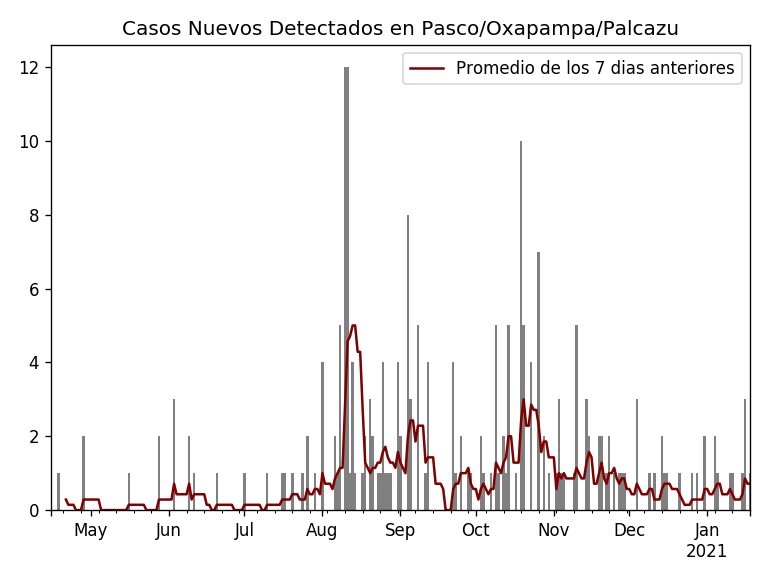 Casos Nuevos Detectados en Pasco/Oxapampa/Palcazu
Promedio de los 7 dias anteriores
12
10
8
6
4
2
0
May Jun Jul Aug Sep Oct Nov Dec Jan
2021